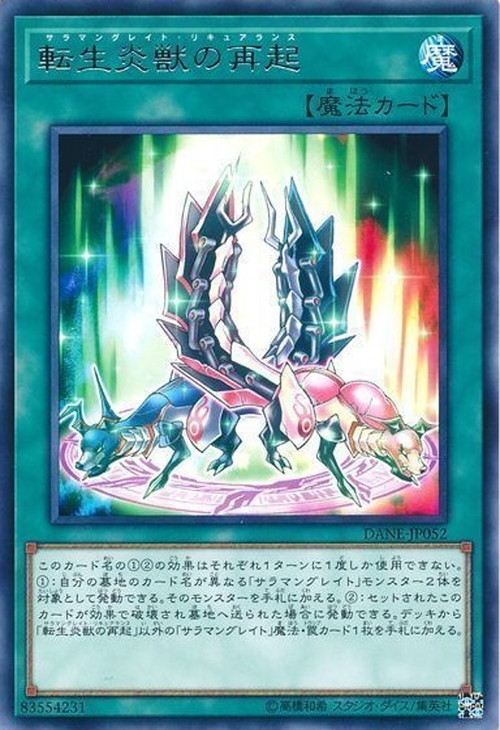 サラマングレイト・リキュアランス
転生炎獣の再起
魔
まほう
【魔法カード】
DANE-JP052
このカード名の①②の効果はそれぞれ1ターンに1度しか使用できない。
①:自分の墓地のカード名が異なる「サラマングレイト」モンスター2体を
対象として発動できる。そのモンスターを手札に加える。②:セットされたこ
のカードが効果で破壊され墓地へ送られた場合に発動できる。デッキから
「転生炎獣の再起」以外の「サラマングレイト」魔法・罠カード1枚を手札に加える。
83554231
©高橋和希 スタジオ・ダイス/集英社